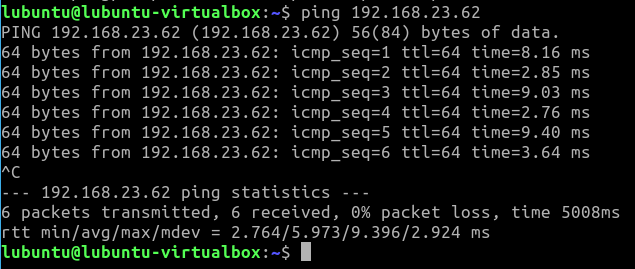 lubuntu@lubuntu-virtualbox:~$ ping 192.168.23.62
PING 192.168.23.62 (192.168.23.62) 56(84) bytes of data.
64 bytes from 192.168.23.62: icmp_seq=1 ttl=64 time=8.16 ms
64 bytes from 192.168.23.62: icmp_seq=2 ttl=64 time=2.85 ms
64 bytes from 192.168.23.62: icmp_seq=3 ttl=64 time=9.03 ms
64 bytes from 192.168.23.62: icmp_seq=4 ttl=64 time=2.76 ms
64 bytes from 192.168.23.62: icmp_seq=5 ttl=64 time=9.40 ms
64 bytes from 192.168.23.62: icmp_seq=6 ttl=64 time=3.64 ms
^C
--- 192.168.23.62 ping statistics ---
6 packets transmitted, 6 received, 0% packet loss, time 5008ms
rtt min/avg/max/mdev = 2.764/5.973/9.396/2.924 ms
lubuntu@lubuntu-virtualbox:~$